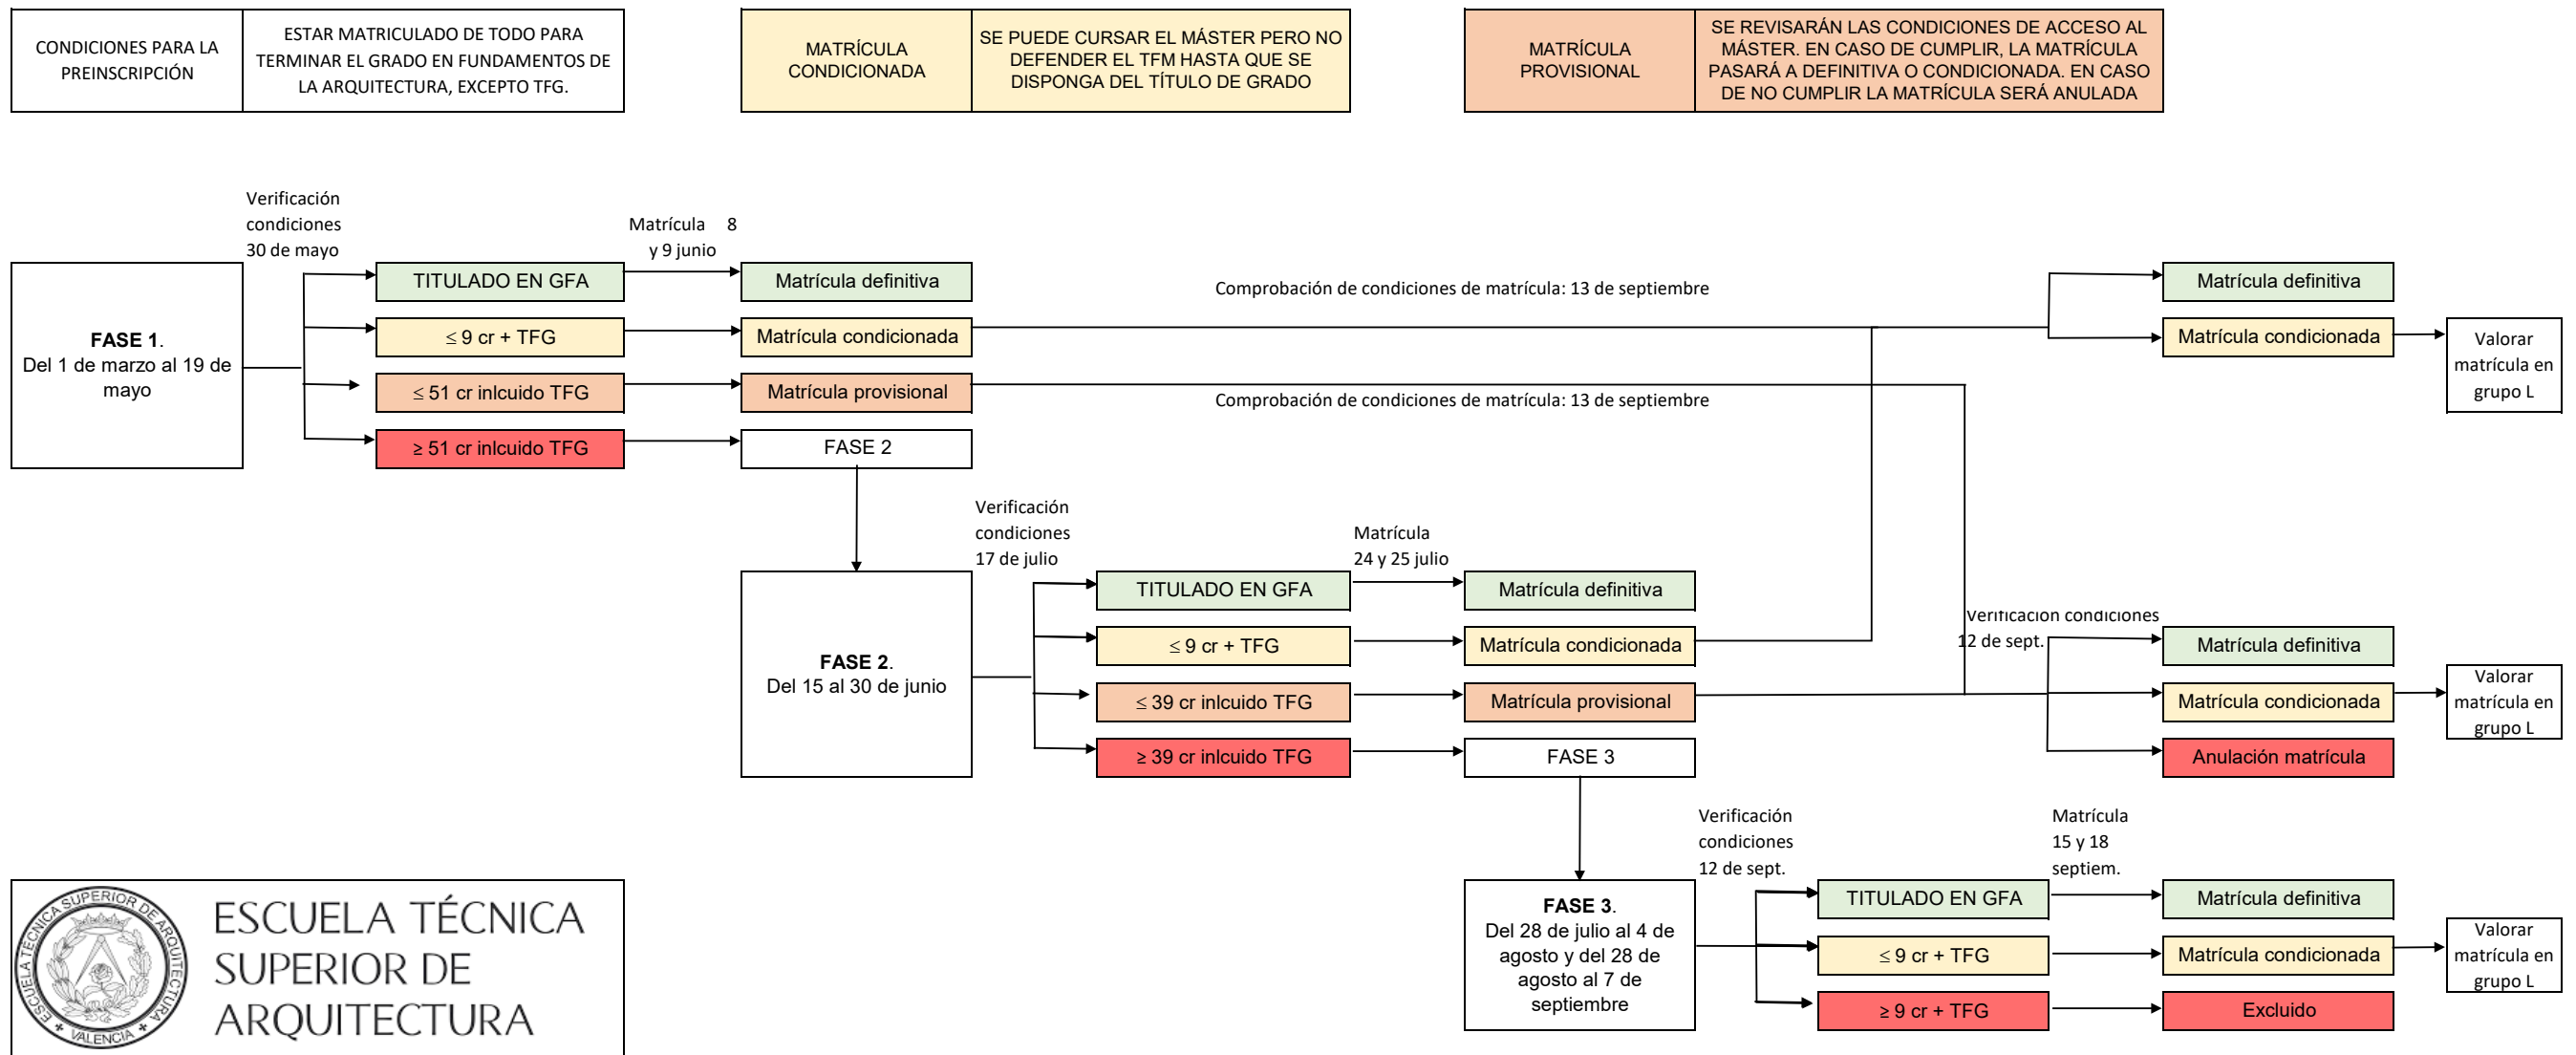 CONDICIONES PARA LA
PREINSCRIPCIÓN
ESTAR MATRICULADO DE TODO PARA
TERMINAR EL GRADO EN FUNDAMENTOS DE
LA ARQUITECTURA, EXCEPTO TFG.
MATRÍCULA
CONDICIONADA
SE PUEDE CURSAR EL MÁSTER PERO NO
DEFENDER EL TFM HASTA QUE SE
DISPONGA DEL TÍTULO DE GRADO
MATRÍCULA
PROVISIONAL
SE REVISARÁN LAS CONDICIONES DE ACCESO AL
MÁSTER. EN CASO DE CUMPLIR, LA MATRÍCULA
PASARÁ A DEFINITIVA O CONDICIONADA. EN CASO
DE NO CUMPLIR LA MATRÍCULA SERÁ ANULADA
Verificación
condiciones
30 de mayo
Matrícula 8
y 9 junio
FASE 1.
Del 1 de marzo al 19 de
mayo
TITULADO EN GFA
≤ 9 cr + TFG
≤ 51 cr inlcuido TFG
≥ 51 cr inlcuido TFG
Matrícula definitiva
Matrícula condicionada
Matrícula provisional
FASE 2
Comprobación de condiciones de matrícula: 13 de septiembre
Comprobación de condiciones de matrícula: 13 de septiembre
Matrícula definitiva
Matrícula condicionada
Valorar
matrícula en
grupo L
Verificación
condiciones
17 de julio
Matrícula
24 y 25 julio
FASE 2.
Del 15 al 30 de junio
TITULADO EN GFA
≤ 9 cr + TFG
≤ 39 cr inlcuido TFG
≥ 39 cr inlcuido TFG
Matrícula definitiva
Matrícula condicionada
Matrícula provisional
FASE 3
Verificación condiciones
12 de sept.
Matrícula definitiva
Matrícula condicionada
Anulación matrícula
Valorar
matrícula en
grupo L
Verificación
condiciones
12 de sept.
Matrícula
15 y 18
septiem.
FASE 3.
Del 28 de julio al 4 de
agosto y del 28 de
agosto al 7 de
septiembre
TITULADO EN GFA
≤ 9 cr + TFG
≥ 9 cr + TFG
Matrícula definitiva
Matrícula condicionada
Excluido
Valorar
matrícula en
grupo L
ESCUELA TÉCNICA SUPERIOR DE ARQUITECTURA
VALENCIA
ESCUELA TÉCNICA
SUPERIOR DE
ARQUITECTURA